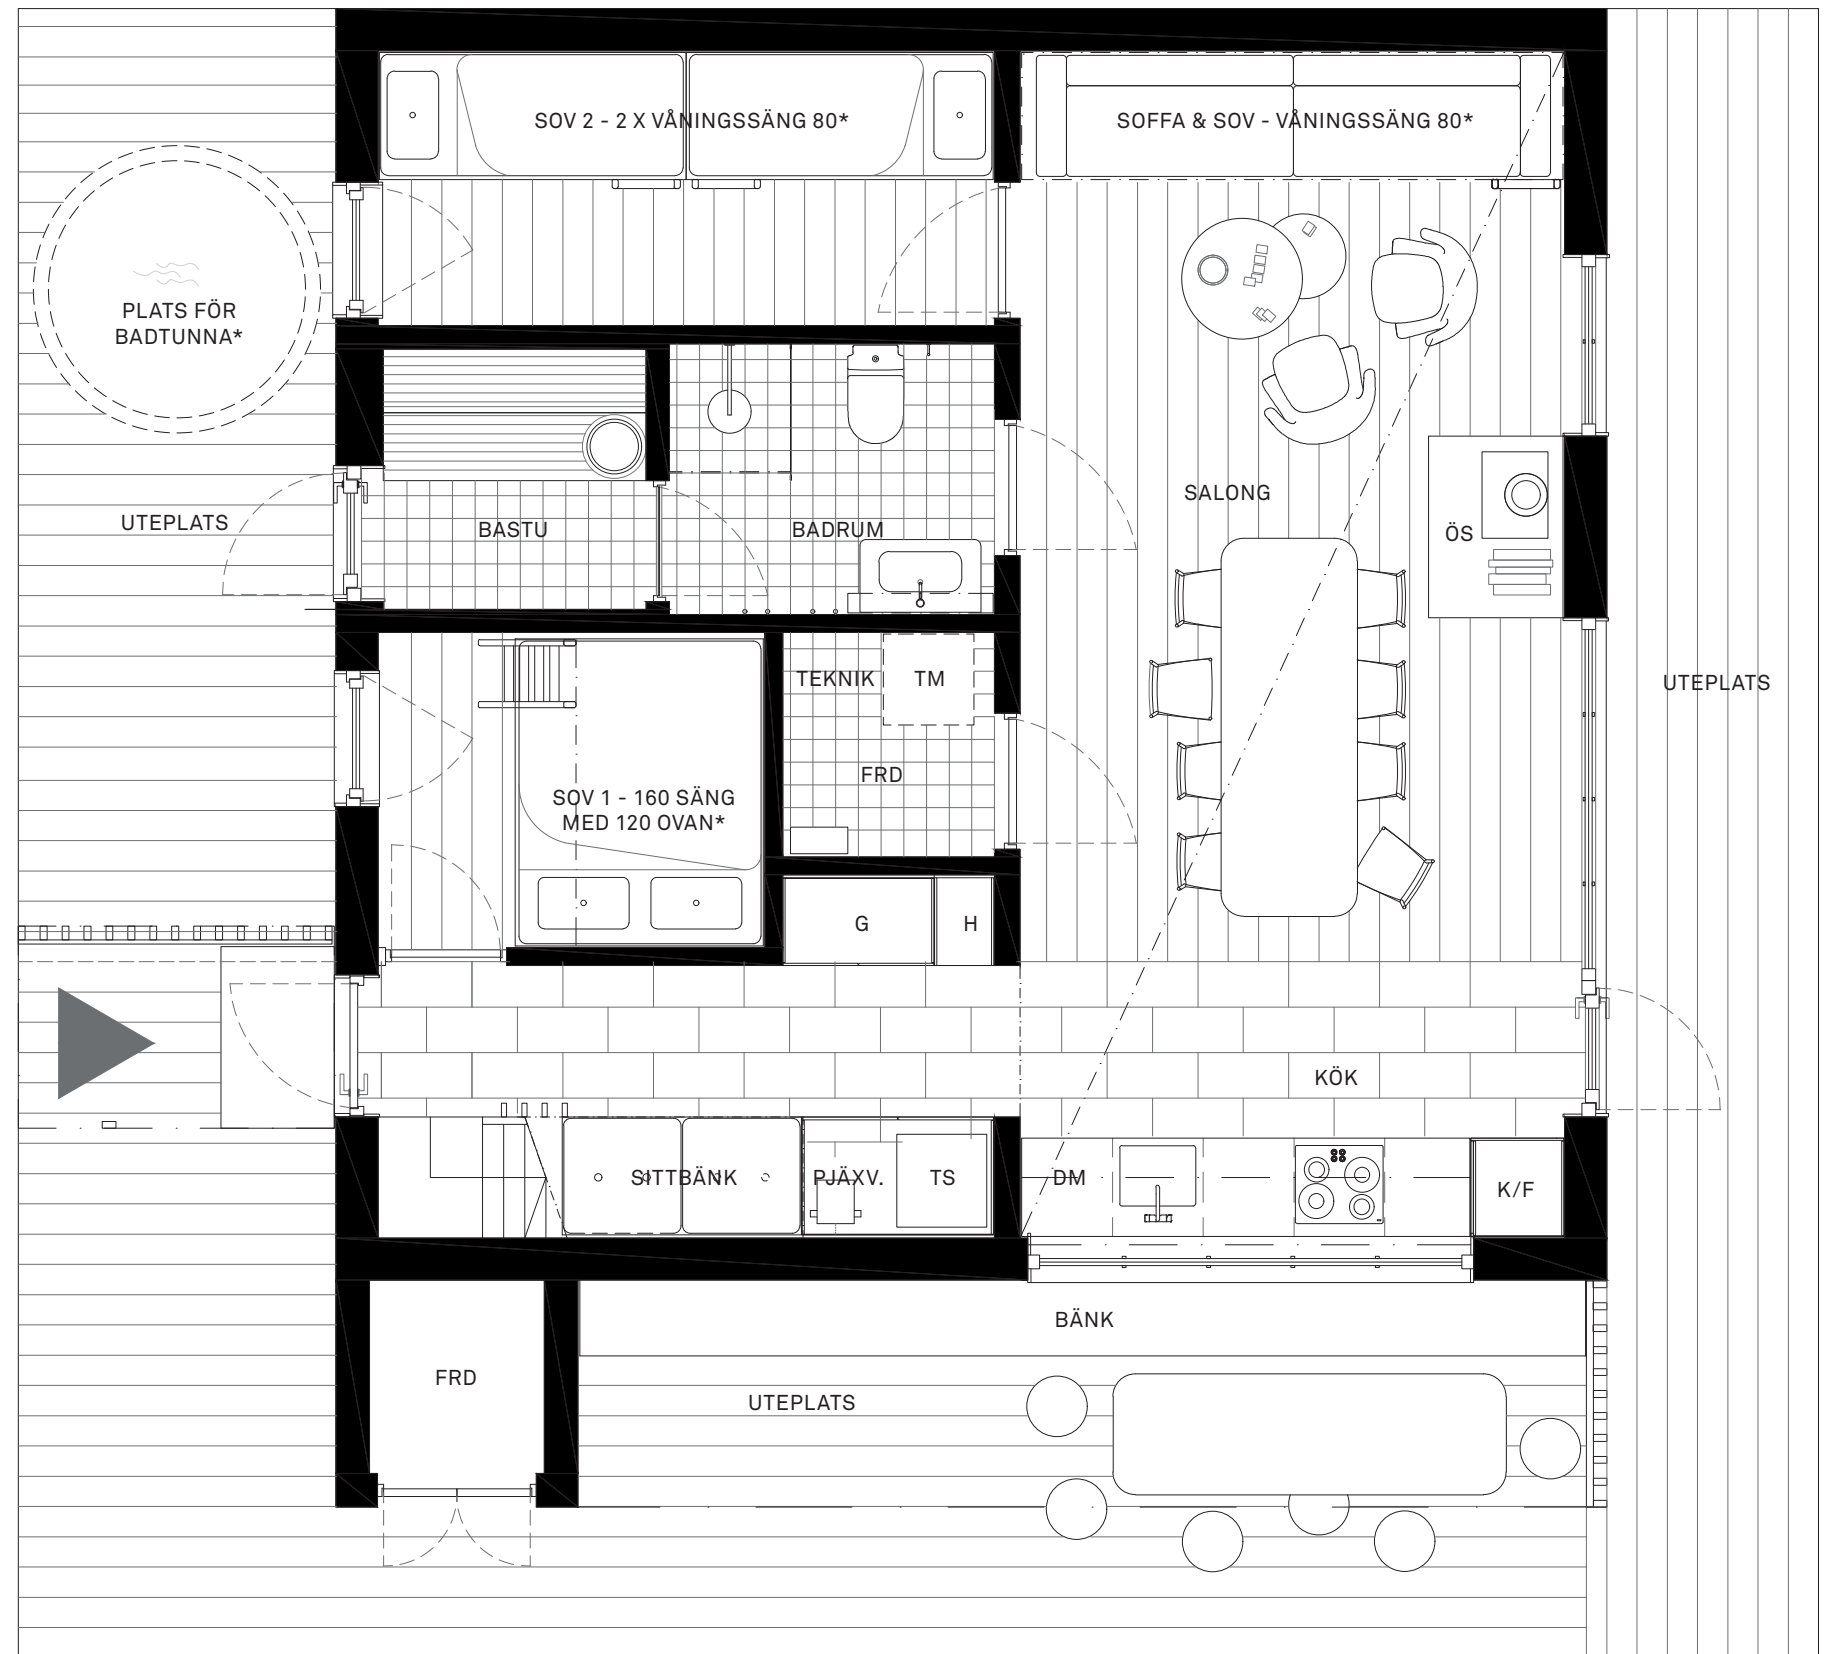 SOV 2 - 2 X VÅNINGSSÄNG 80*
SOFFA & SOV - VÅNINGSSÄNG 80*
PLATS FÖR
BADTUNNA*
SALONG
UTEPLATS
BASTU
BADRUM
ÖS
TEKNIK
TM
UTEPLATS
FRD
SOV 1 - 160 SÄNG
MED 120 OVAN*
G
H
KÖK
SITTBÄNK
PJÄXV.
TS
DM
K/F
BÄNK
FRD
UTEPLATS